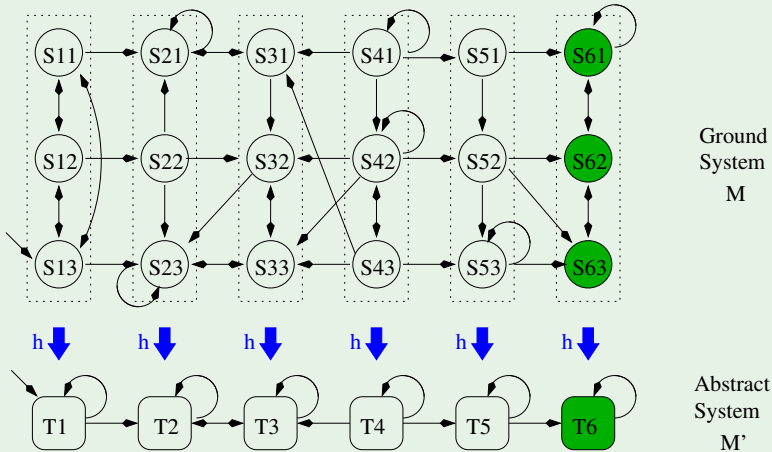 S11 S21 S31 S41 S51 S61
S12 S22 S32 S42 S52 S62
Ground
System
M
S13 S23 S33 S43 S53 S63
h h h h h h
T1 T2 T3 T4 T5 T6
Abstract
System
M'